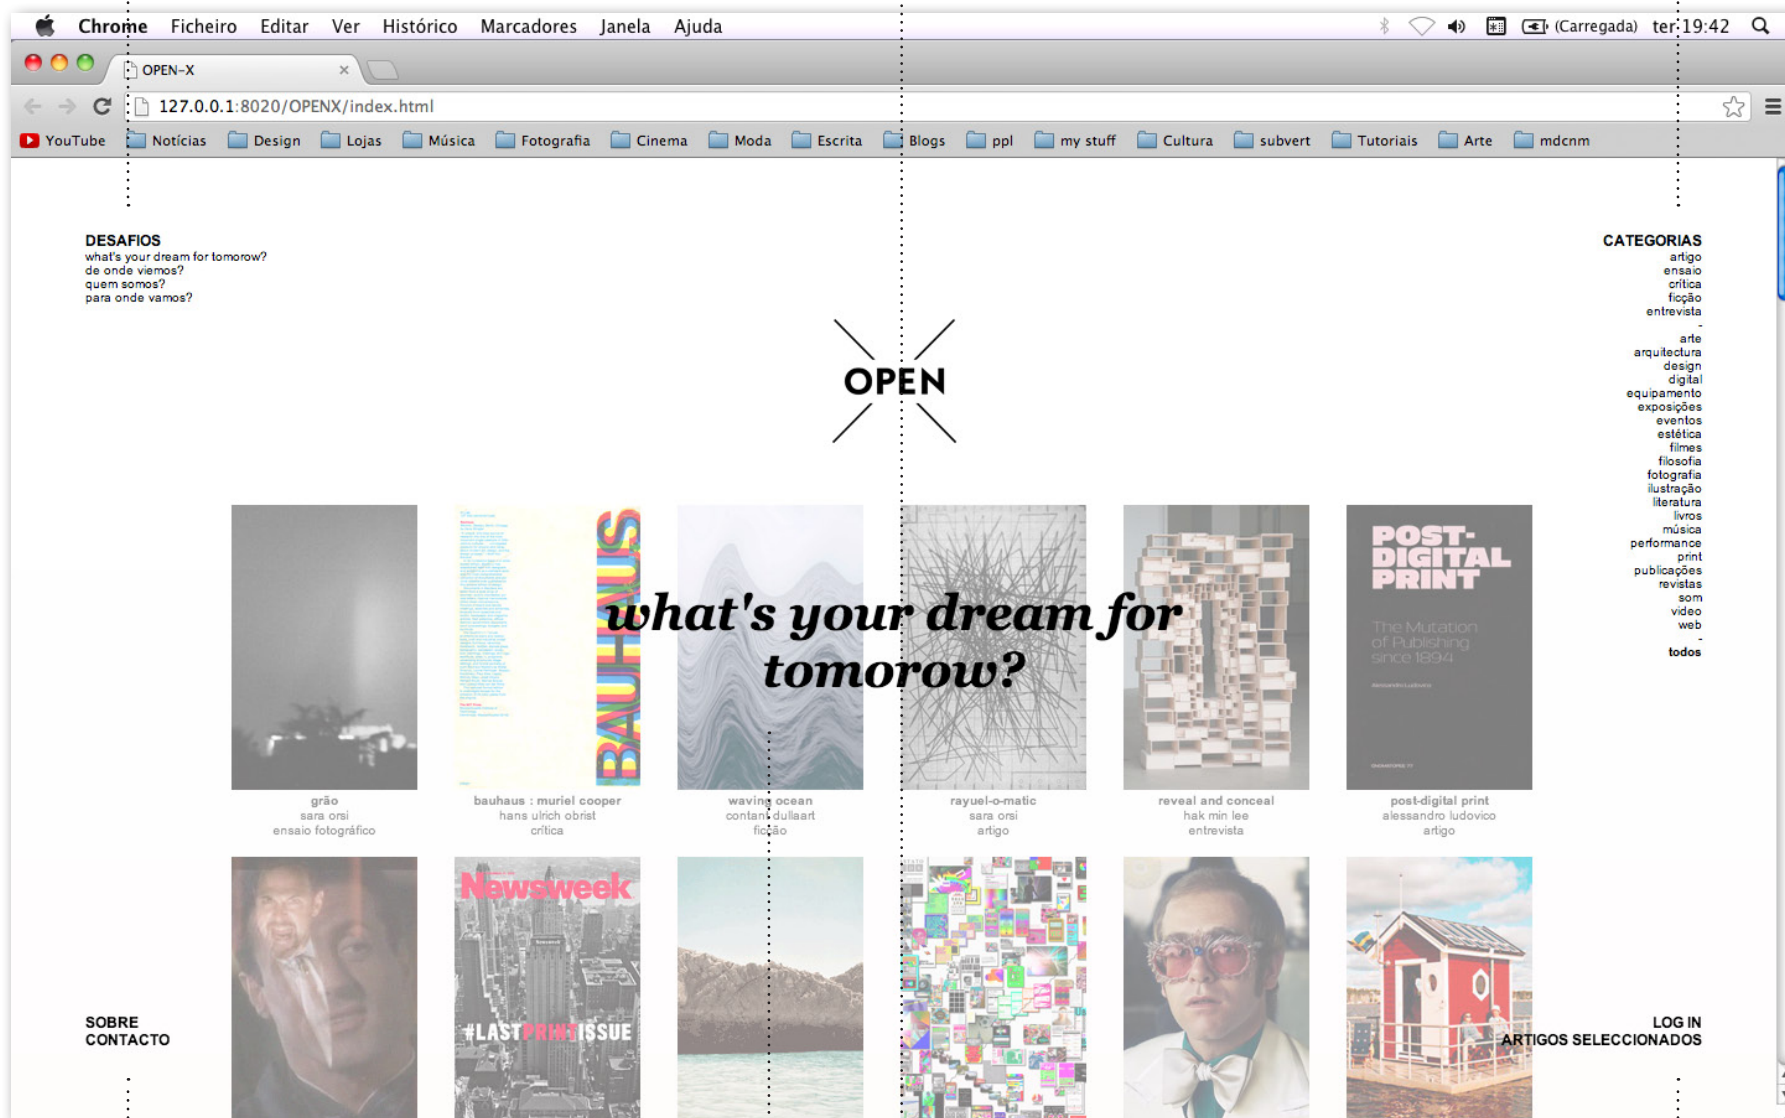 Chrome Ficheiro Editar Ver Histórico Marcadores Janela Ajuda
(Carregada) ter 19:42
OPEN-X
127.0.0.1:8020/OPENX/index.html
YouTube Notícias Design Lojas Música Fotografia Cinema Moda Escrita Blogs ppl my stuff Cultura subvert Tutoriais Arte mdcnm
DESAFIOS
what's your dream for tomorow?
de onde viemos?
quem somos?
para onde vamos?
CATEGORIAS
artigo
ensaio
crítica
ficção
entrevista
-
arte
arquitectura
design
digital
equipamento
exposições
eventos
estética
filmes
filosofia
fotografia
ilustração
literatura
livros
música
performance
print
publicações
revistas
som
video
web
-
todos
OPEN
what's your dream for
tomorow?
BAUHAUS
POST-
DIGITAL
PRINT
The Mutation
of Publishing
since 1894
Alessandro Ludovico
grão
sara orsi
ensaio fotográfico
bauhaus : muriel cooper
hans ulrich obrist
crítica
waving ocean
contant dullaart
ficção
rayuel-o-matic
sara orsi
artigo
reveal and conceal
hak min lee
entrevista
post-digital print
alessandro ludovico
artigo
Newsweek
#LASTPRINTISSUE
SOBRE
CONTACTO
LOG IN
ARTIGOS SELECCIONADOS